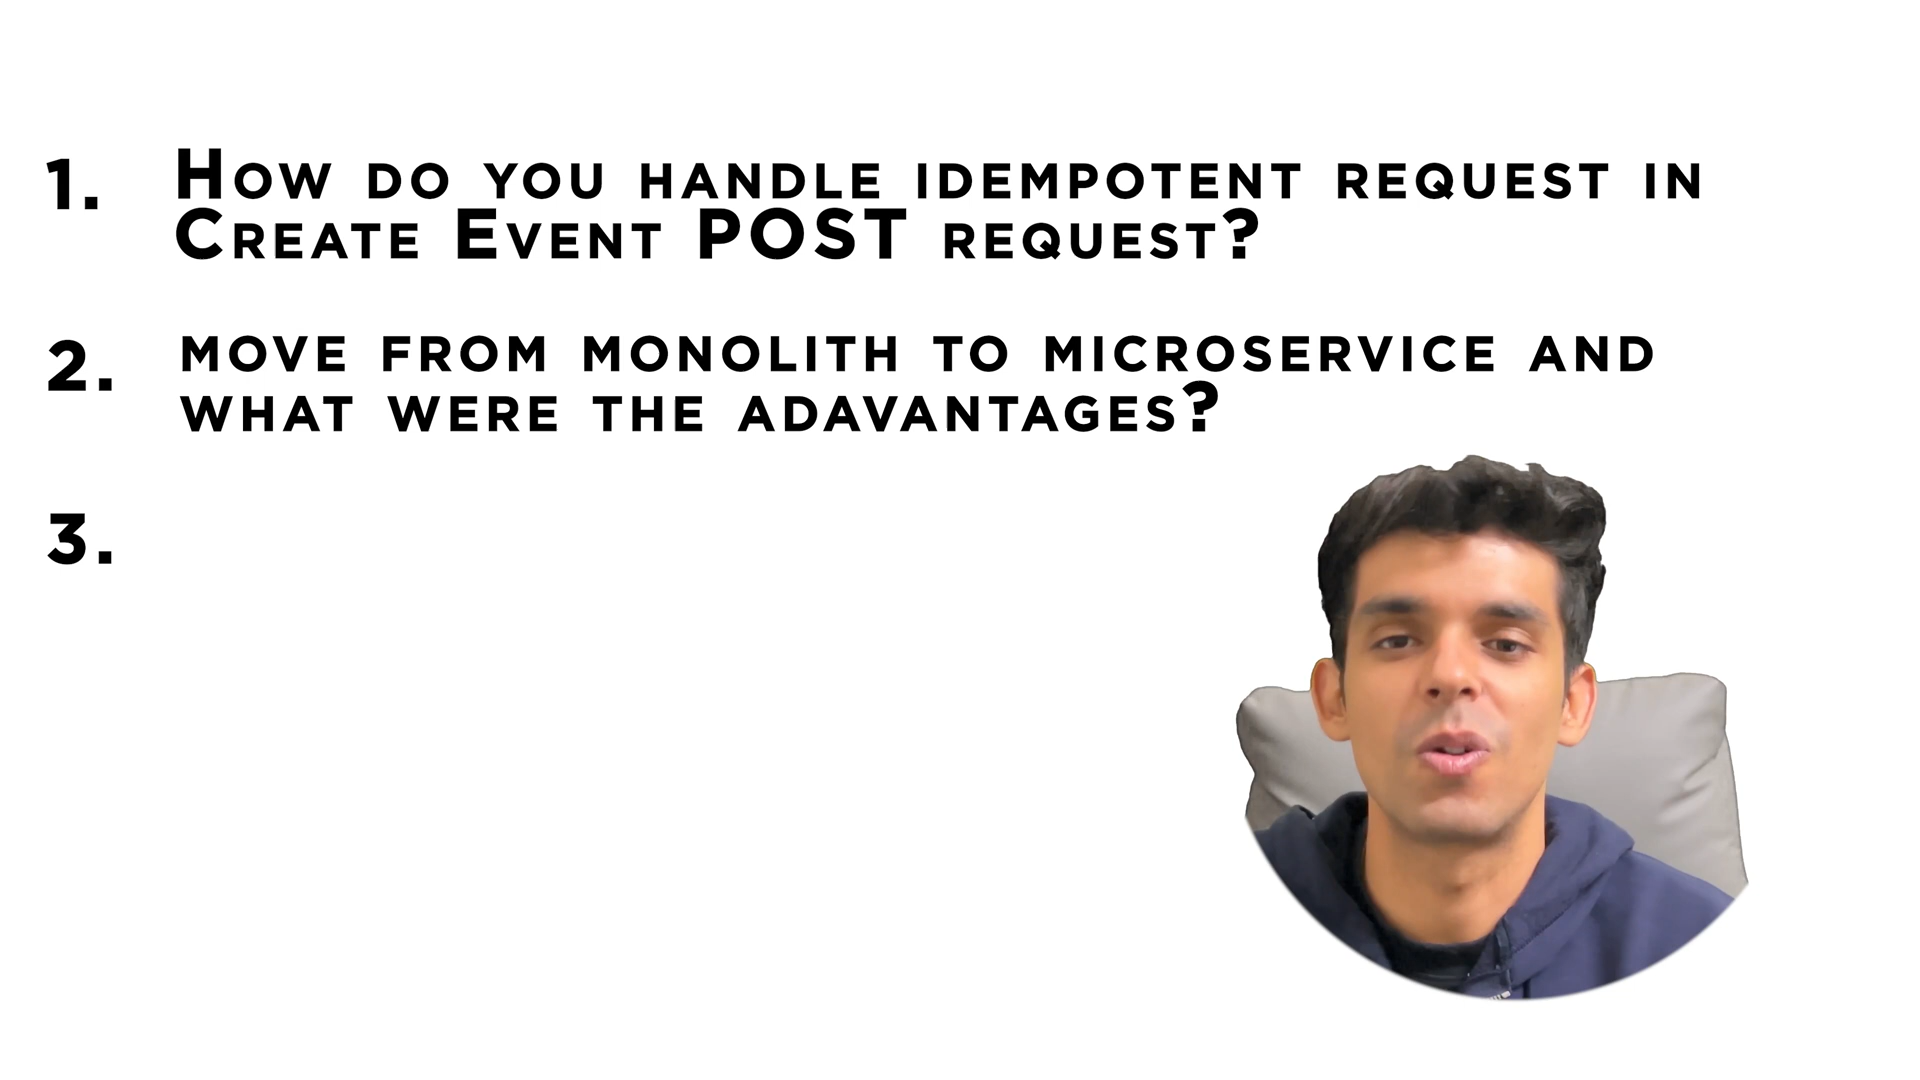 1. How do you handle idempotent request in
Create Event POST request?
2. move from monolith to microservice and
what were the adavantages?
3.